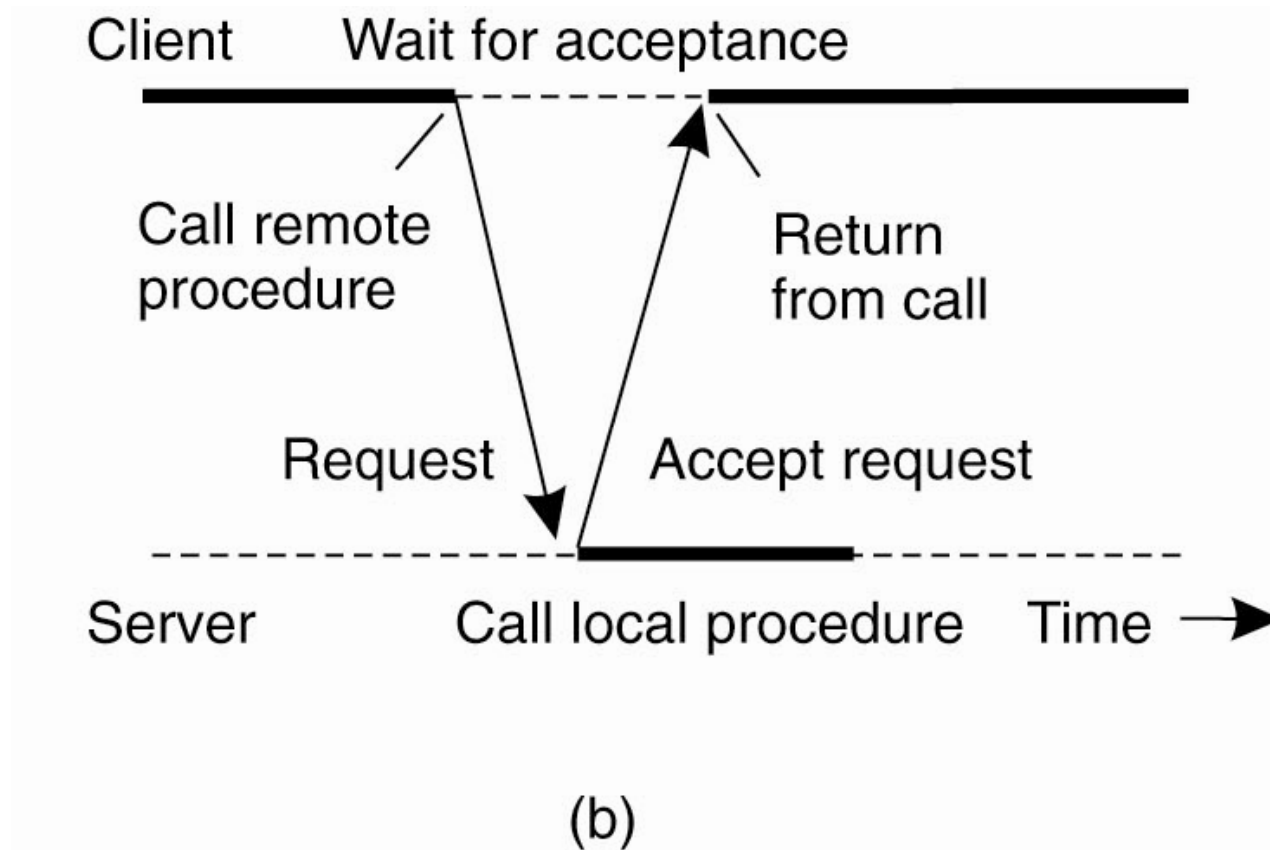 Client
Wait for acceptance
Call remote
procedure
Return
from call
Request
Accept request
Server
Call local procedure
Time
(b)